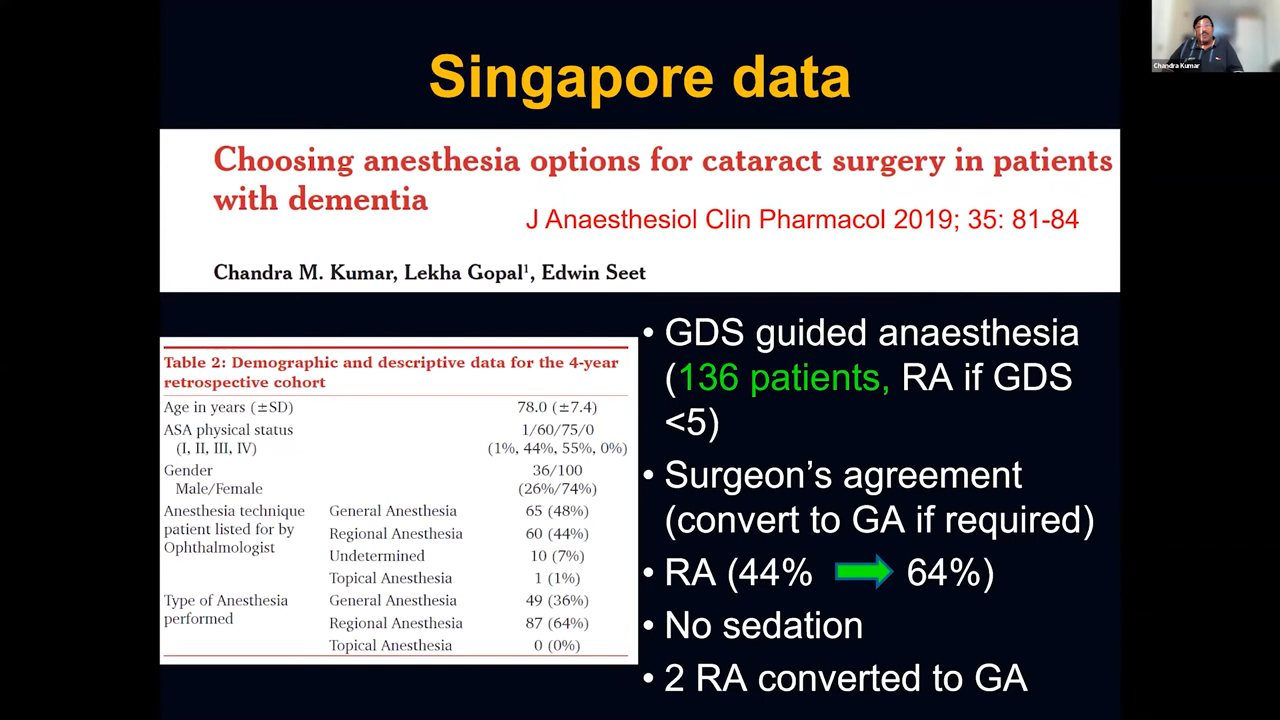 Chandra Kumar
Singapore data
Choosing anesthesia options for cataract surgery in patients
with dementia
J Anaesthesiol Clin Pharmacol 2019; 35: 81-84
Chandra M. Kumar, Lekha Gopal¹, Edwin Seet
Table 2: Demographic and descriptive data for the 4-year
retrospective cohort
Age in years (±SD) 78.0 (±7.4)
ASA physical status 1/60/75/0
(I, II, III, IV) (1%, 44%, 55%, 0%)
Gender 36/100
Male/Female (26%/74%)
Anesthesia technique General Anesthesia 65 (48%)
patient listed for by Regional Anesthesia 60 (44%)
Ophthalmologist Undetermined 10 (7%)
Topical Anesthesia 1 (1%)
Type of Anesthesia General Anesthesia 49 (36%)
performed Regional Anesthesia 87 (64%)
Topical Anesthesia 0 (0%)
• GDS guided anaesthesia
(136 patients, RA if GDS
<5)
• Surgeon's agreement
(convert to GA if required)
• RA (44% 64%)
• No sedation
• 2 RA converted to GA